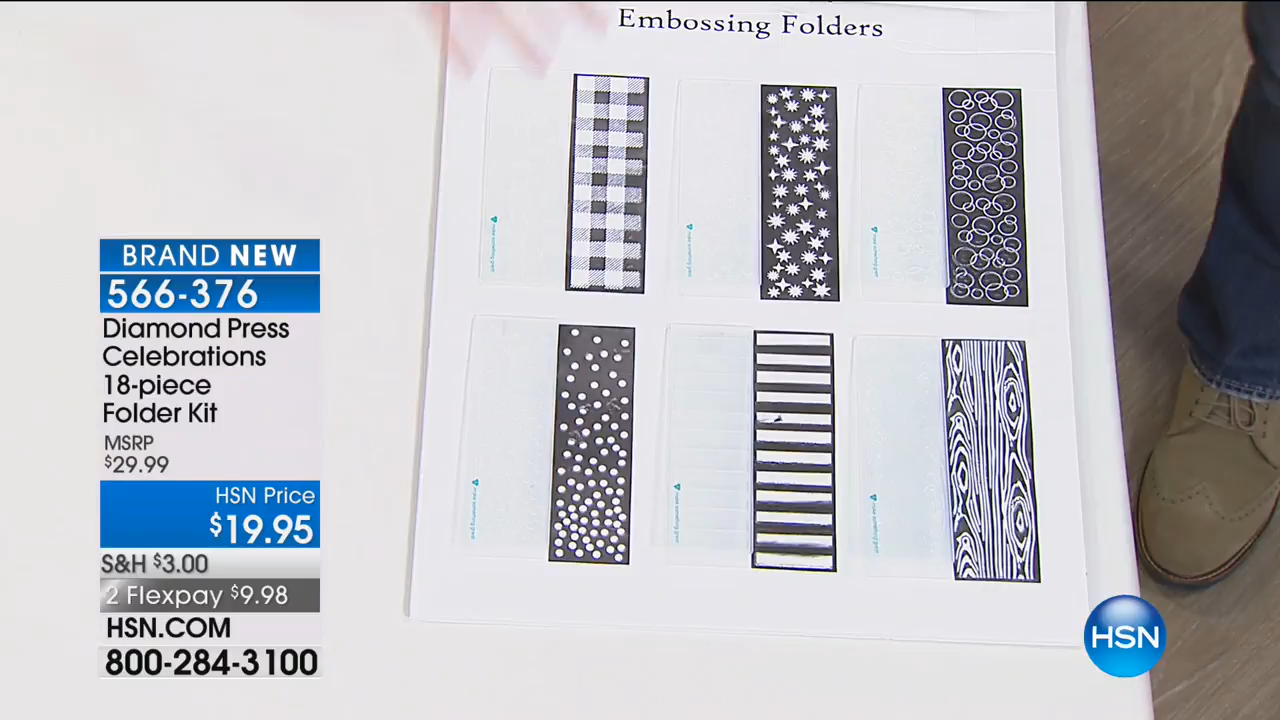 Embossing Folders
BRAND NEW
566-376
Diamond Press
Celebrations
18-piece
Folder Kit
MSRP
$29.99
HSN Price
$19.95
S&H $3.00
2 Flexpay $9.98
HSN.COM
800-284-3100
HSN